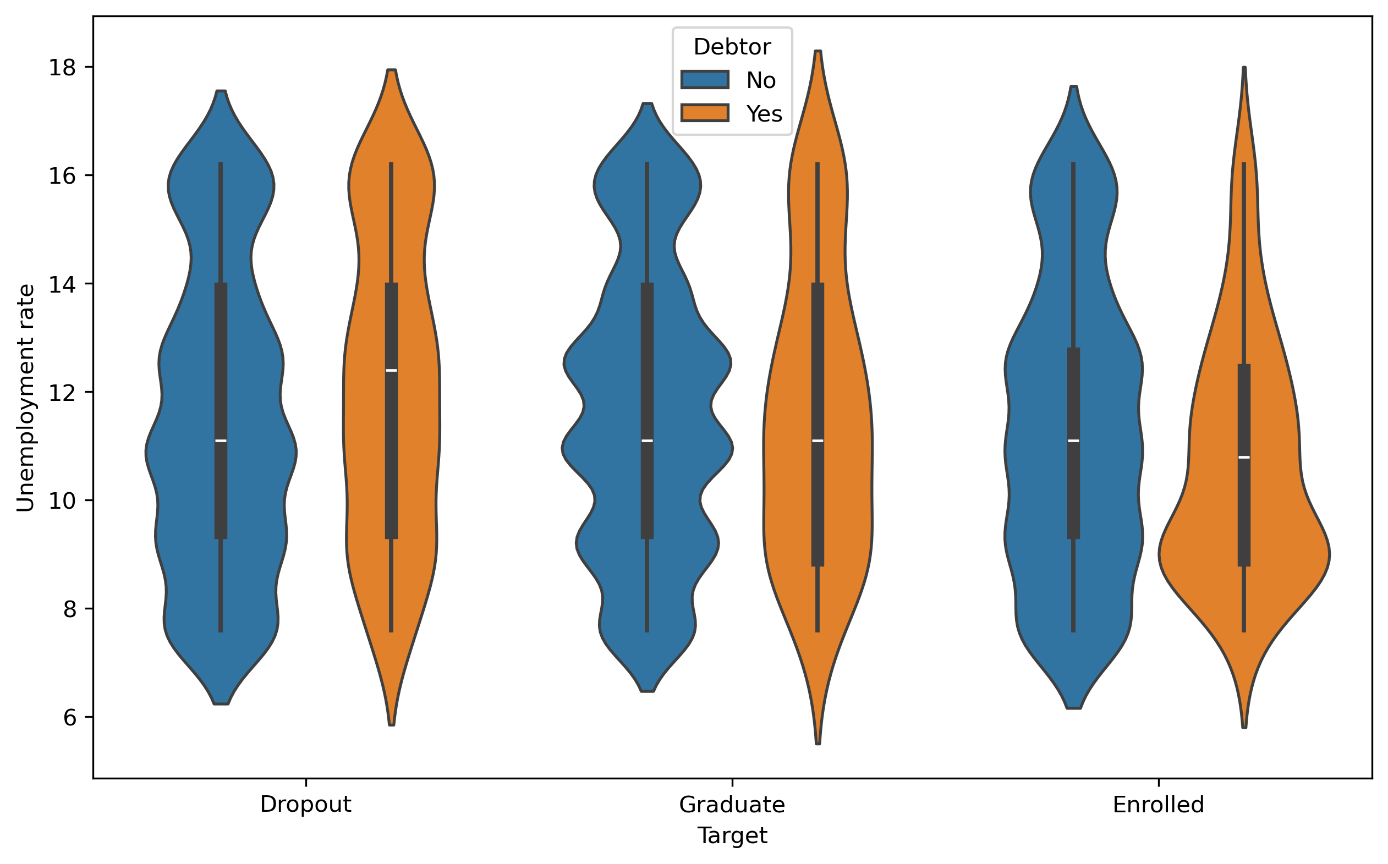 Debtor
No
Yes
Unemployment rate
18
16
14
12
10
8
6
Dropout
Graduate
Enrolled
Target